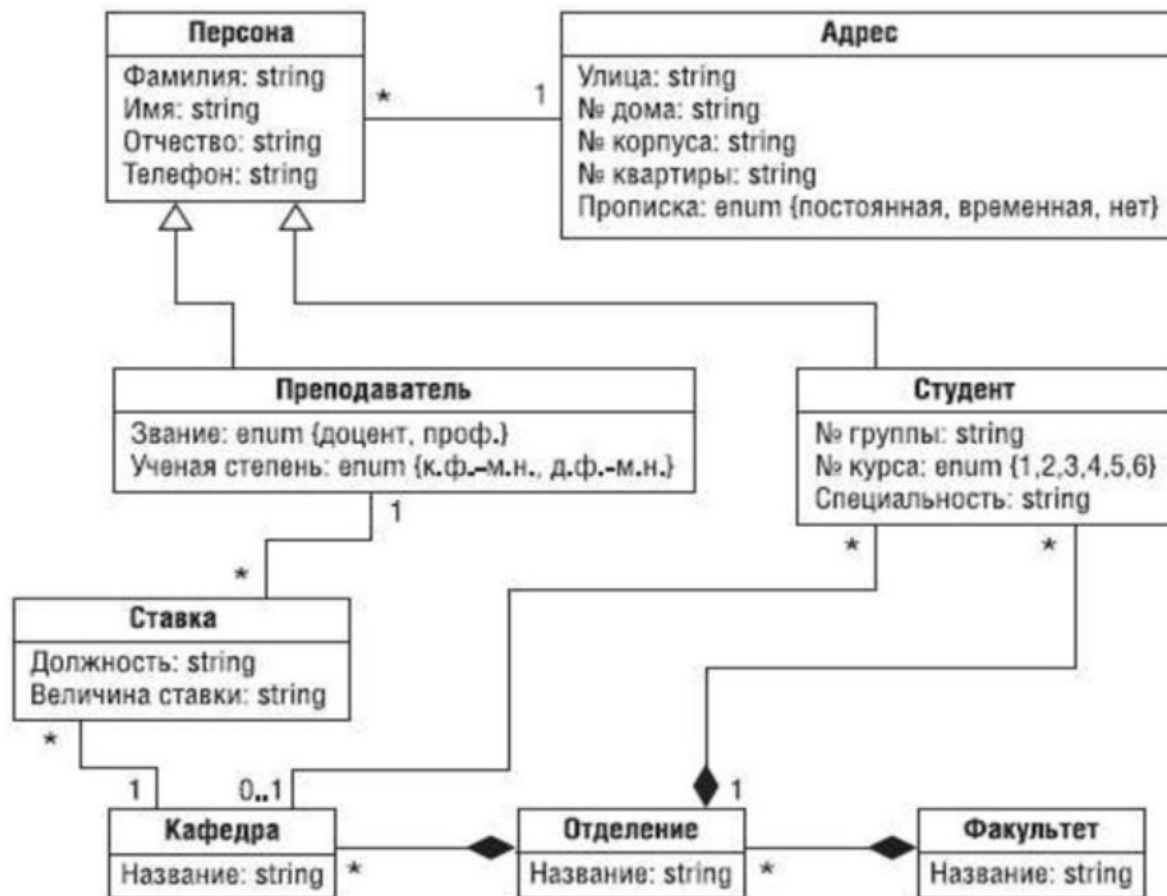 Персона
Фамилия: string
Имя: string
Отчество: string
Телефон: string
* 1
Адрес
Улица: string
№ дома: string
№ корпуса: string
№ квартиры: string
Прописка: enum {постоянная, временная, нет}
Преподаватель
Звание: enum {доцент, проф.}
Ученая степень: enum {к.ф.–м.н., д.ф.–м.н.}
1
*
Студент
№ группы: string
№ курса: enum {1,2,3,4,5,6}
Специальность: string
* *
Ставка
Должность: string
Величина ставки: string
*
1 0..1 1
Кафедра
Название: string
*
Отделение
Название: string
*
Факультет
Название: string